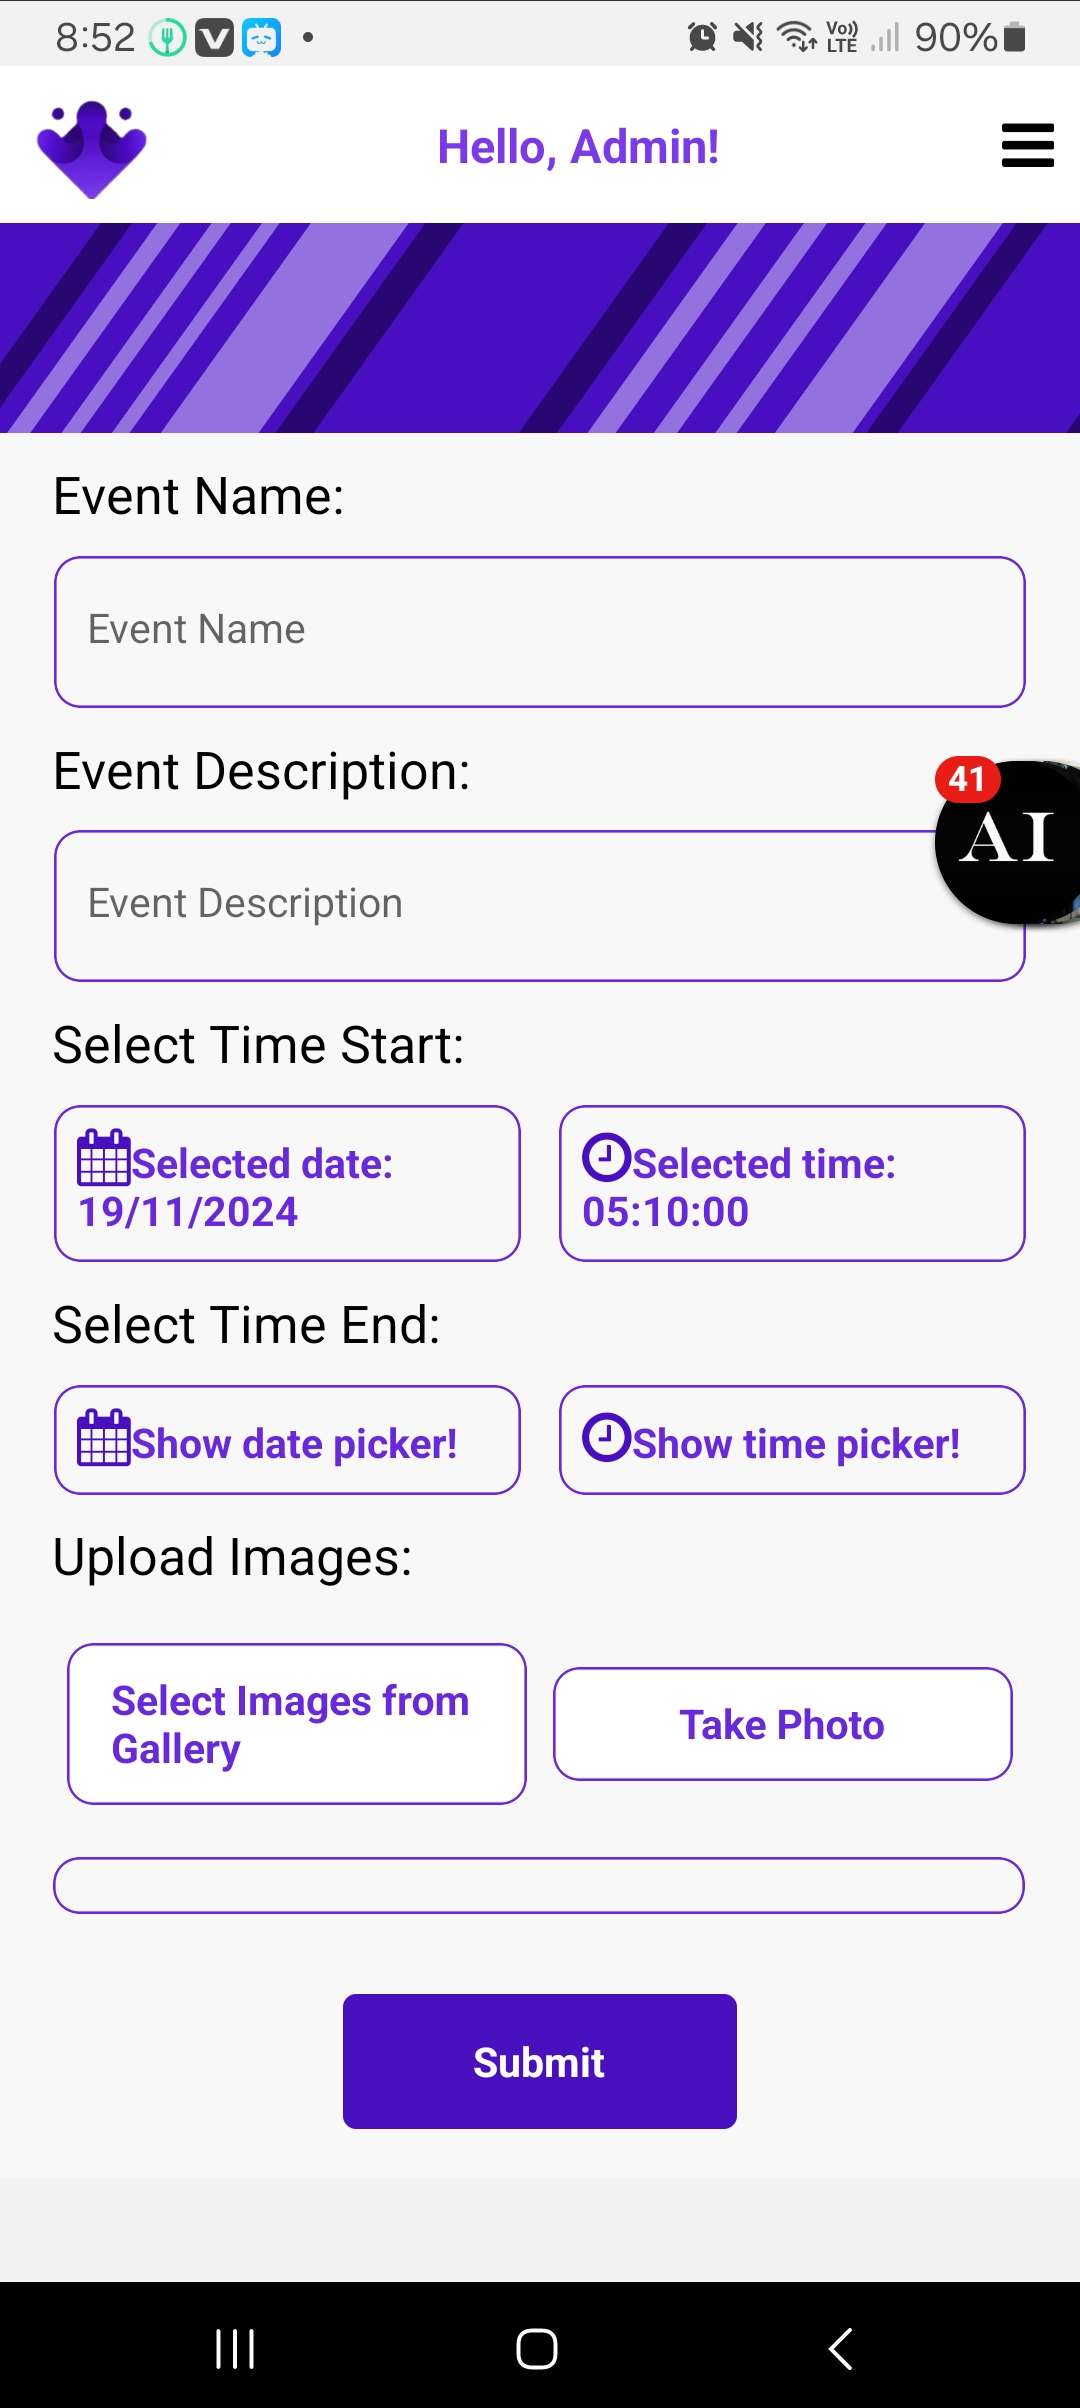 8:52
Vo))
LTE
90%
Hello, Admin!
Event Name:
Event Name
Event Description:
41
AI
Event Description
Select Time Start:
Selected date:
19/11/2024
Selected time:
05:10:00
Select Time End:
Show date picker!
Show time picker!
Upload Images:
Select Images from
Gallery
Take Photo
Submit